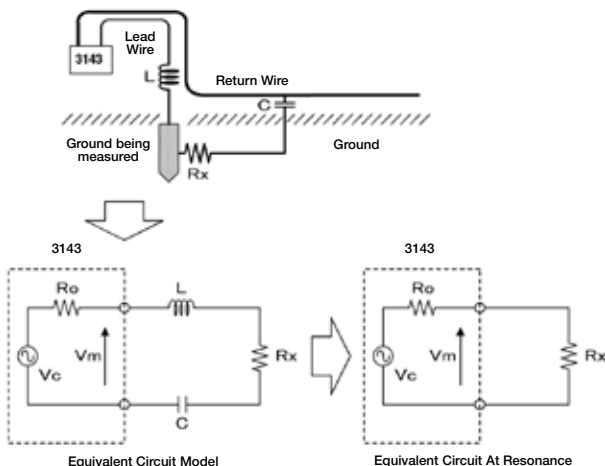 Lead
Wire
3143
L
Return Wire
C
Ground being
measured
Ground
Rx
3143
3143
Ro
L
Ro
Vm
Rx
Vm
Rx
Vc
Vc
C
Equivalent Circuit Model
Equivalent Circuit At Resonance